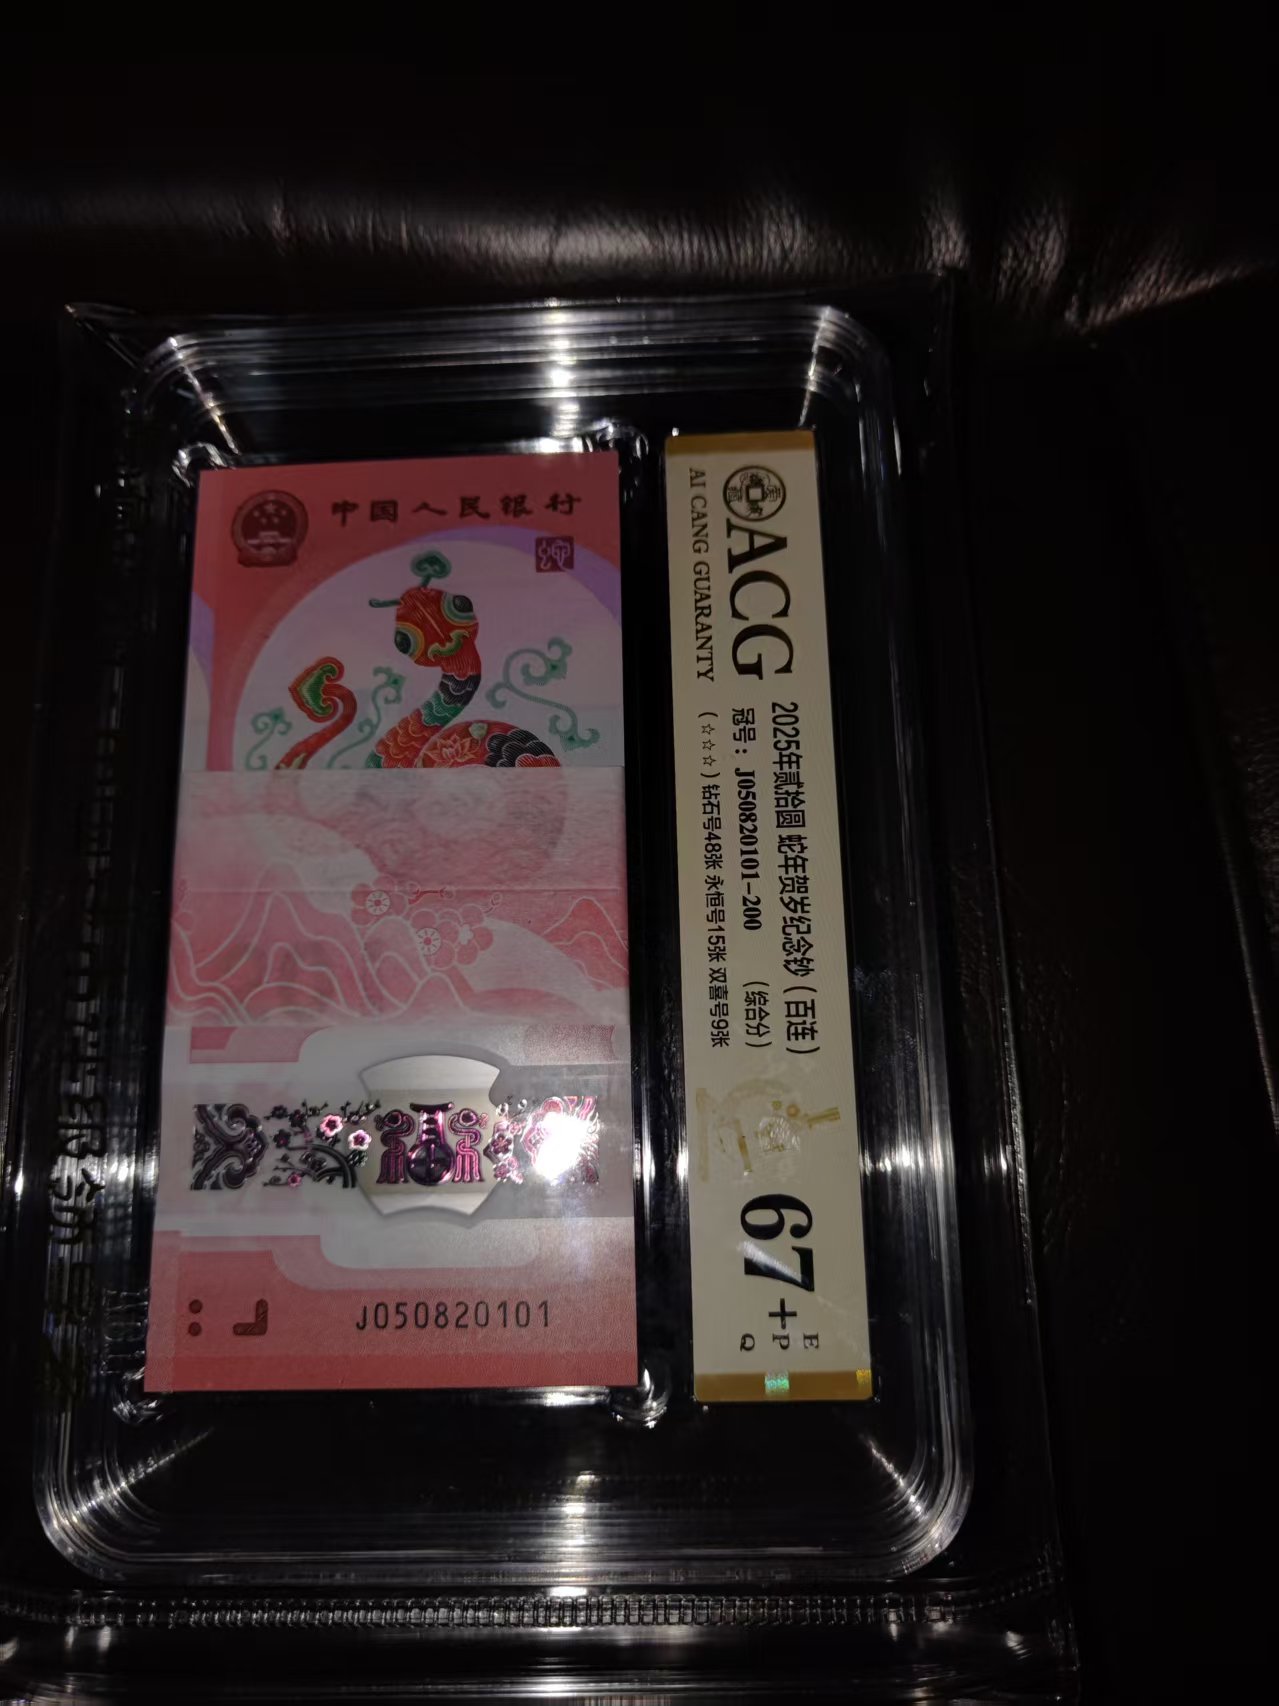 中国人民银行
J050820101
ACG
AI CANG GUARANTY
2025年贰拾圆 蛇年贺岁纪念钞（百连）
冠号：J050820101-200 （综合分）
（☆☆☆）钻石号48张 永恒号15张 双喜号9张
67+
E
P
Q